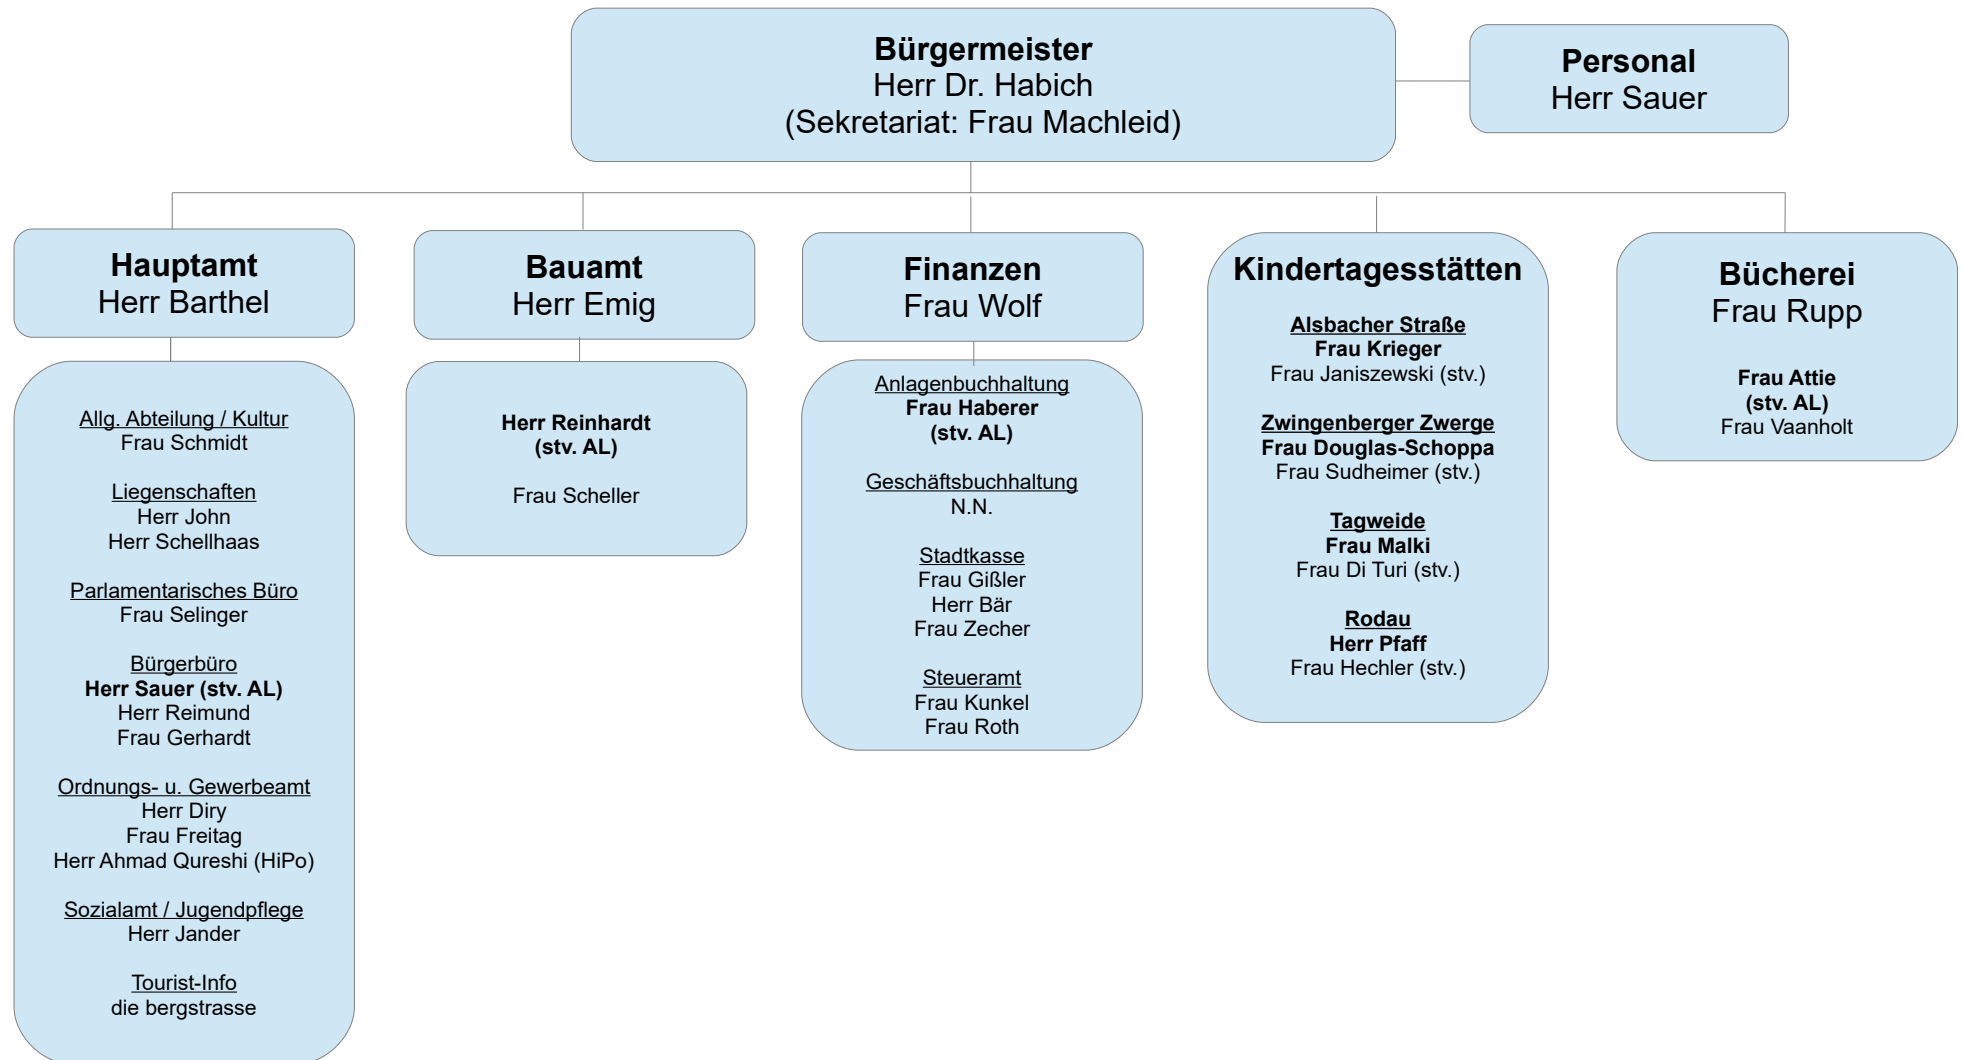 Bürgermeister
Herr Dr. Habich
(Sekretariat: Frau Machleid)
Personal
Herr Sauer
Hauptamt
Herr Barthel
Allg. Abteilung / Kultur
Frau Schmidt
Liegenschaften
Herr John
Herr Schellhaas
Parlamentarisches Büro
Frau Selinger
Bürgerbüro
Herr Sauer (stv. AL)
Herr Reimund
Frau Gerhardt
Ordnungs- u. Gewerbeamt
Herr Diry
Frau Freitag
Herr Ahmad Qureshi (HiPo)
Sozialamt / Jugendpflege
Herr Jander
Tourist-Info
die bergstrasse
Bauamt
Herr Emig
Herr Reinhardt
(stv. AL)
Frau Scheller
Finanzen
Frau Wolf
Anlagenbuchhaltung
Frau Haberer
(stv. AL)
Geschäftsbuchhaltung
N.N.
Stadtkasse
Frau Gißler
Herr Bär
Frau Zecher
Steueramt
Frau Kunkel
Frau Roth
Kindertagesstätten
Alsbacher Straße
Frau Krieger
Frau Janiszewski (stv.)
Zwingenberger Zwerge
Frau Douglas-Schoppa
Frau Sudheimer (stv.)
Tagweide
Frau Malki
Frau Di Turi (stv.)
Rodau
Herr Pfaff
Frau Hechler (stv.)
Bücherei
Frau Rupp
Frau Attie
(stv. AL)
Frau Vaanholt